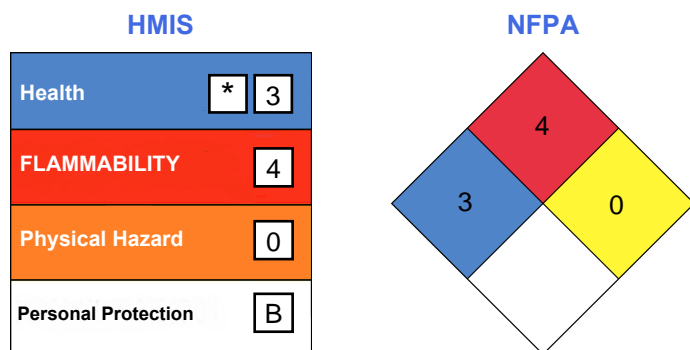 HMIS
Health * 3
FLAMMABILITY 4
Physical Hazard 0
Personal Protection B
NFPA
4
3 0